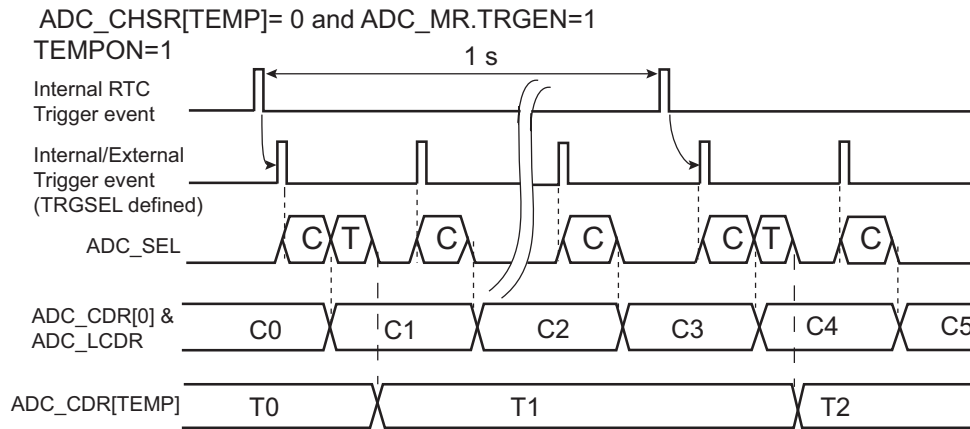 ADC_CHSR[TEMP]= 0 and ADC_MR.TRGEN=1
TEMPON=1
1 s
Internal RTC
Trigger event
Internal/External
Trigger event
(TRGSEL defined)
ADC_SEL
C T C C C T C
ADC_CDR[0] &
ADC_LCDR
C0 C1 C2 C3 C4 C5
ADC_CDR[TEMP]
T0 T1 T2